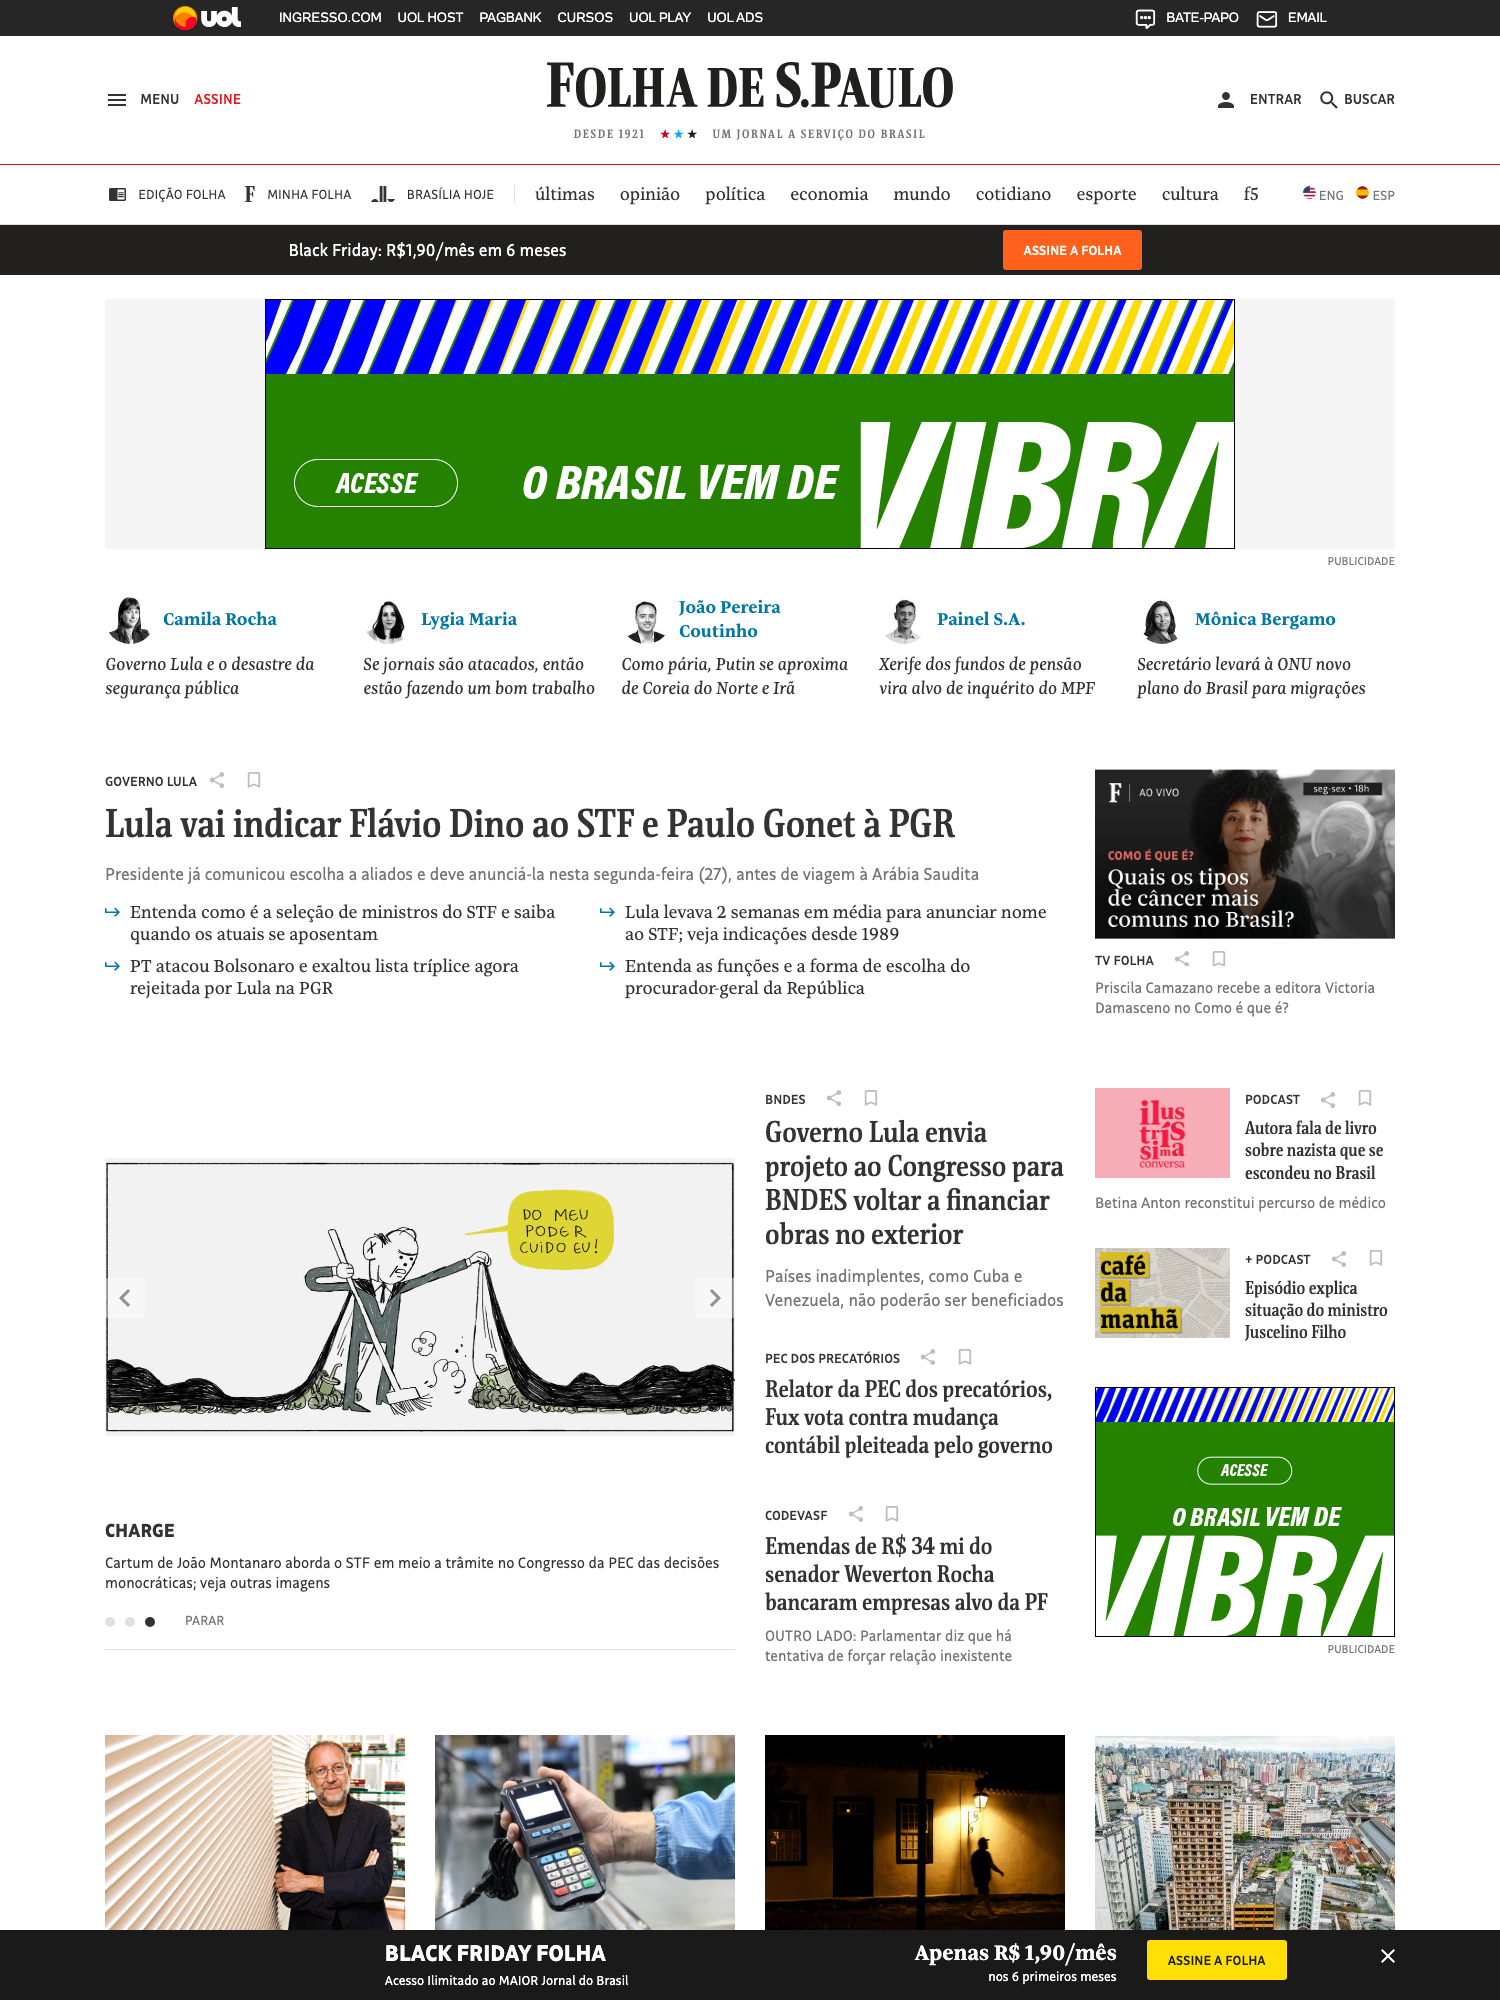 uol INGRESSO.COM UOL HOST PAGBANK CURSOS UOL PLAY UOL ADS BATE-PAPO EMAIL
MENU ASSINE FOLHA DE S.PAULO ENTRAR BUSCAR
DESDE 1921 ★★★ UM JORNAL A SERVIÇO DO BRASIL
EDIÇÃO FOLHA F MINHA FOLHA BRASÍLIA HOJE últimas opinião política economia mundo cotidiano esporte cultura f5 ENG ESP
Black Friday: R$1,90/mês em 6 meses ASSINE A FOLHA
ACESSE O BRASIL VEM DE VIBRA
PUBLICIDADE
Camila Rocha
Governo Lula e o desastre da
segurança pública
Lygia Maria
Se jornais são atacados, então
estão fazendo um bom trabalho
João Pereira
Coutinho
Como pária, Putin se aproxima
de Coreia do Norte e Irã
Painel S.A.
Xerife dos fundos de pensão
vira alvo de inquérito do MPF
Mônica Bergamo
Secretário levará à ONU novo
plano do Brasil para migrações
GOVERNO LULA
Lula vai indicar Flávio Dino ao STF e Paulo Gonet à PGR
Presidente já comunicou escolha a aliados e deve anunciá-la nesta segunda-feira (27), antes de viagem à Arábia Saudita
Entenda como é a seleção de ministros do STF e saiba
quando os atuais se aposentam
PT atacou Bolsonaro e exaltou lista tríplice agora
rejeitada por Lula na PGR
Lula levava 2 semanas em média para anunciar nome
ao STF; veja indicações desde 1989
Entenda as funções e a forma de escolha do
procurador-geral da República
F AO VIVO seg-sex • 18h
COMO É QUE É?
Quais os tipos
de câncer mais
comuns no Brasil?
TV FOLHA
Priscila Camazano recebe a editora Victoria
Damasceno no Como é que é?
DO MEU
PODER
CUIDO EU!
CHARGE
Cartum de João Montanaro aborda o STF em meio a trâmite no Congresso da PEC das decisões
monocráticas; veja outras imagens
PARAR
BNDES
Governo Lula envia
projeto ao Congresso para
BNDES voltar a financiar
obras no exterior
Países inadimplentes, como Cuba e
Venezuela, não poderão ser beneficiados
PEC DOS PRECATÓRIOS
Relator da PEC dos precatórios,
Fux vota contra mudança
contábil pleiteada pelo governo
CODEVASF
Emendas de R$ 34 mi do
senador Weverton Rocha
bancaram empresas alvo da PF
OUTRO LADO: Parlamentar diz que há
tentativa de forçar relação inexistente
ilus
trís
sima
conversa
PODCAST
Autora fala de livro
sobre nazista que se
escondeu no Brasil
Betina Anton reconstitui percurso de médico
café
da
manhã
+ PODCAST
Episódio explica
situação do ministro
Juscelino Filho
ACESSE
O BRASIL VEM DE
VIBRA
PUBLICIDADE
BLACK FRIDAY FOLHA
Acesso Ilimitado ao MAIOR Jornal do Brasil
Apenas R$ 1,90/mês
nos 6 primeiros meses
ASSINE A FOLHA